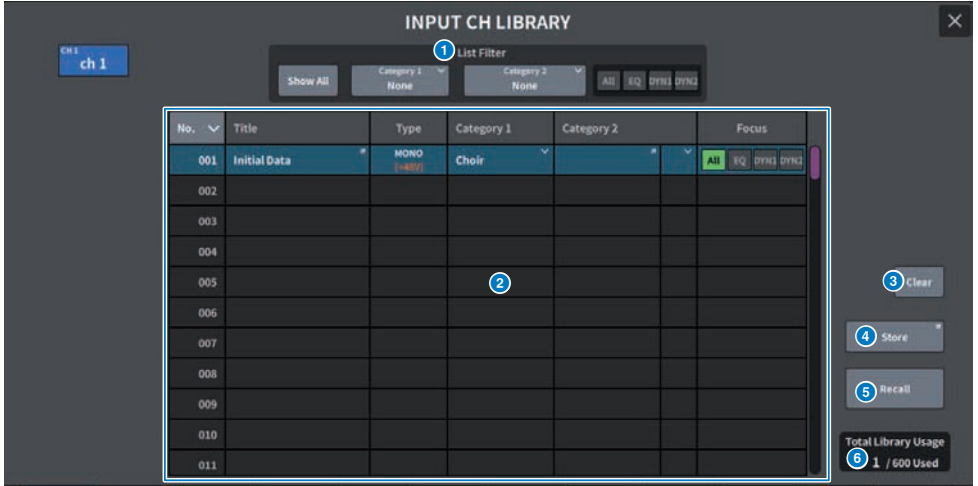 INPUT CH LIBRARY
CH 1
ch 1
1
List Filter
Show All
Category 1
None
Category 2
None
All EQ DYN1 DYN2
No. Title Type Category 1 Category 2 Focus
001 Initial Data MONO [+48V] Choir All EQ DYN1 DYN2
002
003
004
005
2
3 Clear
006
007
4 Store
008
009
5 Recall
010
011
Total Library Usage
6 1 / 600 Used